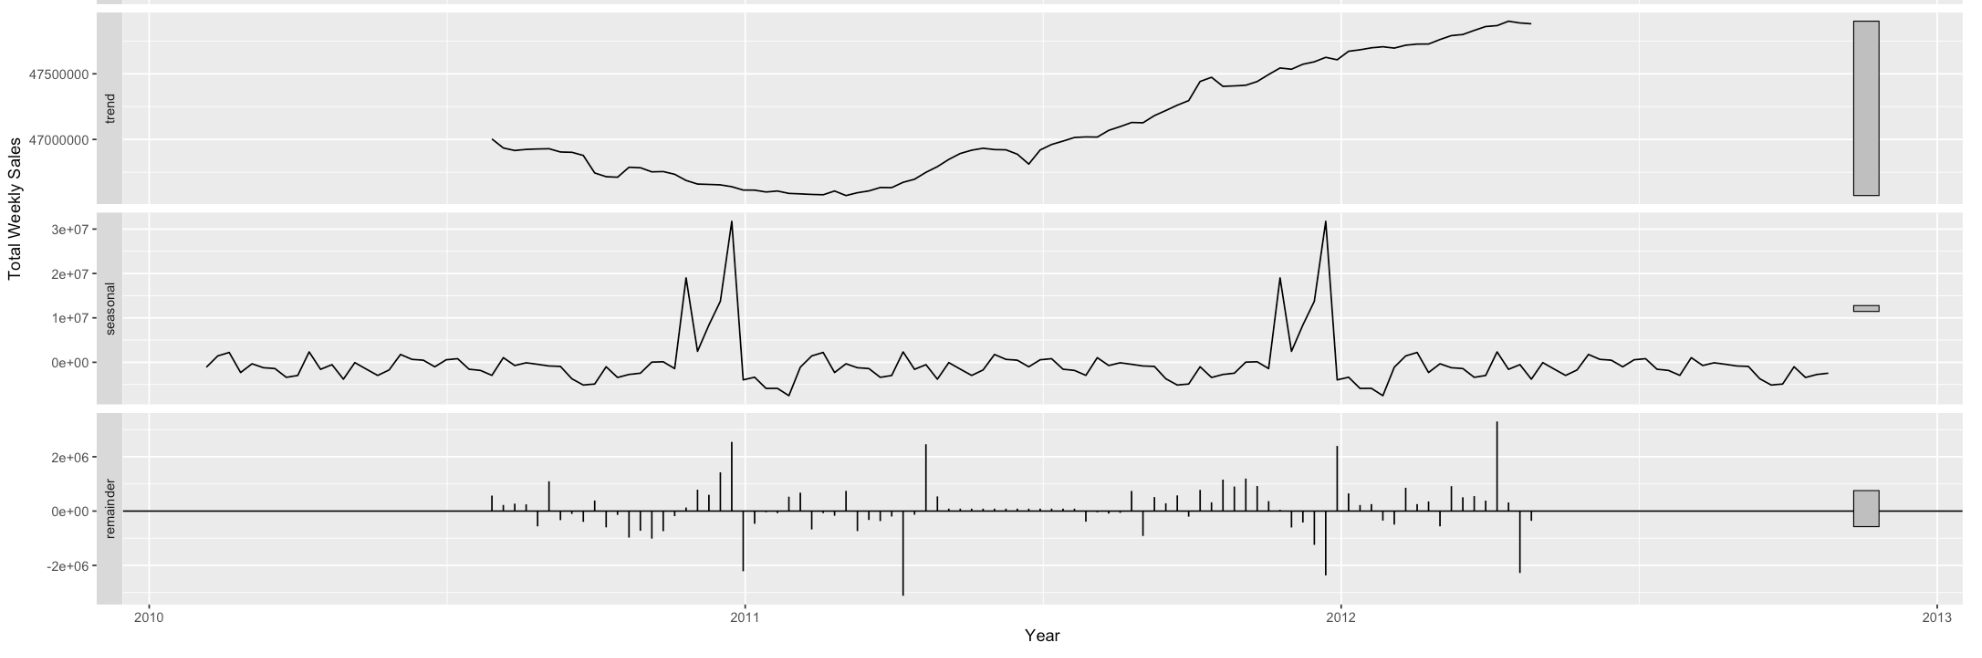 Total Weekly Sales
trend
47500000
47000000
seasonal
3e+07
2e+07
1e+07
0e+00
remainder
2e+06
0e+00
-2e+06
2010 2011 2012 2013
Year